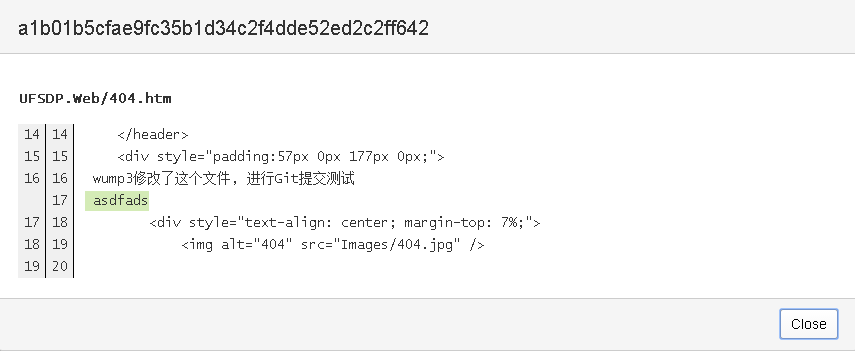 a1b01b5cfae9fc35b1d34c2f4dde52ed2c2ff642
UFSDP.Web/404.htm
14 14 </header>
15 15 <div style="padding:57px 0px 177px 0px;">
16 16 wump3修改了这个文件，进行Git提交测试
17 asdfads
17 18 <div style="text-align: center; margin-top: 7%;">
18 19 <img alt="404" src="Images/404.jpg" />
19 20
Close